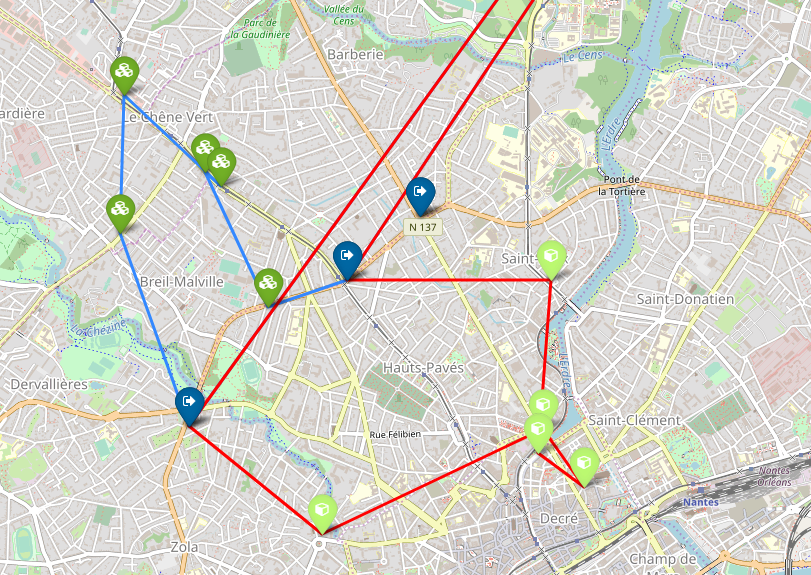 Vallée du
Cens
Parc de
la Gaudinière
Barberie
Le Cens
Le Chêne Vert
ardière
L'Erdre
Pont de
la Tortière
N 137
Saint-
Breil-Malville
Saint-Donatien
La Chézine
L'Erdre
Hauts-Pavés
Dervallières
Saint-Clément
Rue Félibien
Nantes
Orléans
Nantes
Decré
Zola
Champ de